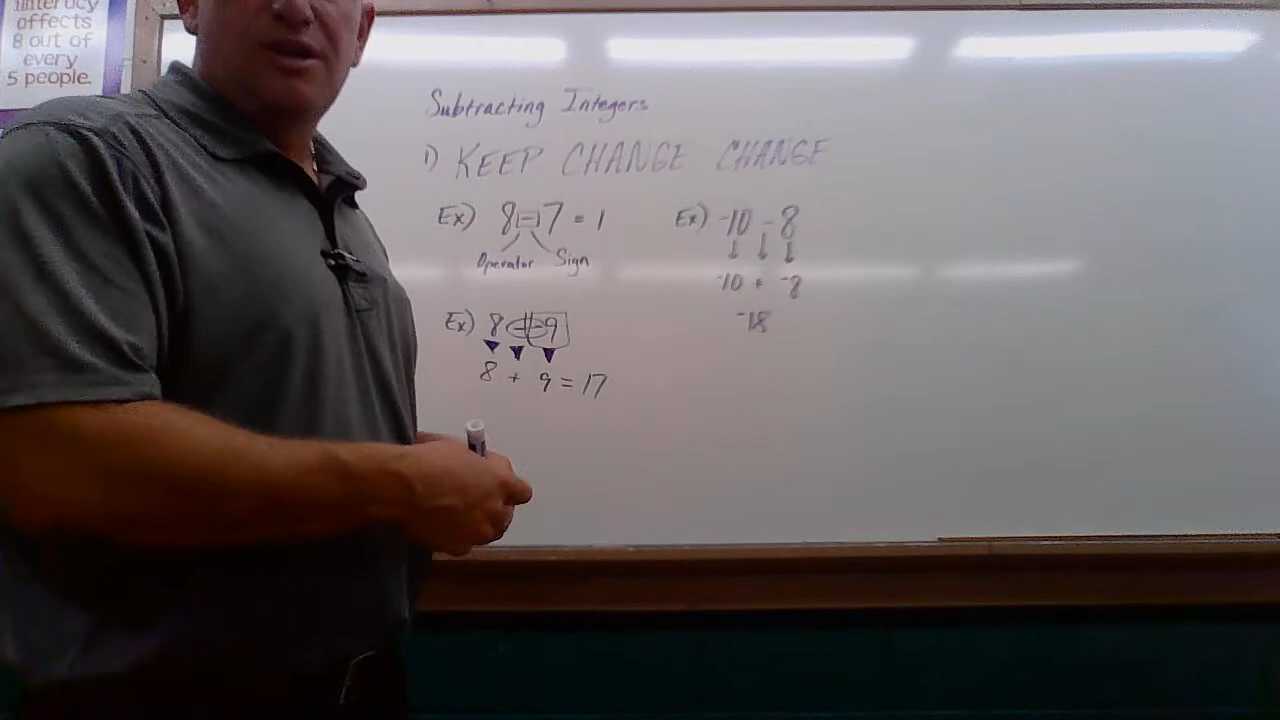 affects
8 out of
every
5 people.
Subtracting Integers
1) KEEP CHANGE CHANGE
Ex) 8 - 7 = 1
Operator Sign
Ex) 8 - -9
8 + 9 = 17
Ex) -10 - 8
-10 + -8
-18